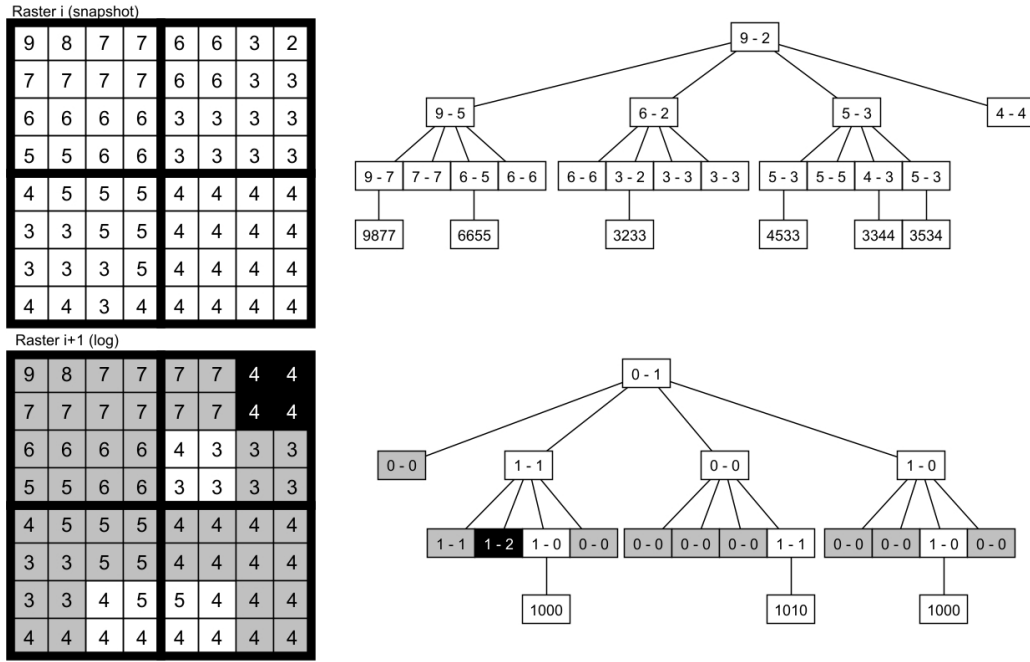 Raster i (snapshot)
9 8 7 7 6 6 3 2
7 7 7 7 6 6 3 3
6 6 6 6 3 3 3 3
5 5 6 6 3 3 3 3
4 5 5 5 4 4 4 4
3 3 5 5 4 4 4 4
3 3 3 5 4 4 4 4
4 4 3 4 4 4 4 4
9 - 2
9 - 5 6 - 2 5 - 3 4 - 4
9 - 7 7 - 7 6 - 5 6 - 6 6 - 6 3 - 2 3 - 3 3 - 3 5 - 3 5 - 5 4 - 3 5 - 3
9877 6655 3233 4533 3344 3534
Raster i+1 (log)
9 8 7 7 7 7 4 4
7 7 7 7 7 7 4 4
6 6 6 6 4 3 3 3
5 5 6 6 3 3 3 3
4 5 5 5 4 4 4 4
3 3 5 5 4 4 4 4
3 3 4 5 5 4 4 4
4 4 4 4 4 4 4 4
0 - 1
0 - 0 1 - 1 0 - 0 1 - 0
1 - 1 1 - 2 1 - 0 0 - 0 0 - 0 0 - 0 0 - 0 1 - 1 0 - 0 0 - 0 1 - 0 0 - 0
1000 1010 1000